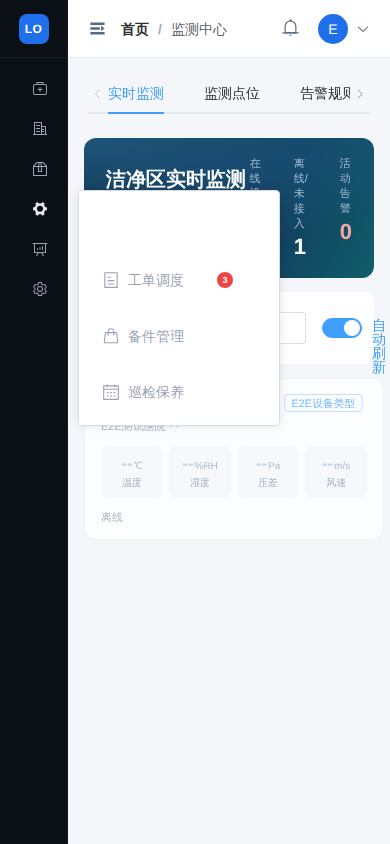 LO
首页 / 监测中心
E
实时监测
监测点位
告警规则
洁净区实时监测
在
线
离
线/
未
接
入
1
活
动
告
警
0
工单调度
3
备件管理
巡检保养
自
动
刷
新
E2E设备类型
--℃
温度
--%RH
湿度
--Pa
压差
--m/s
风速
离线